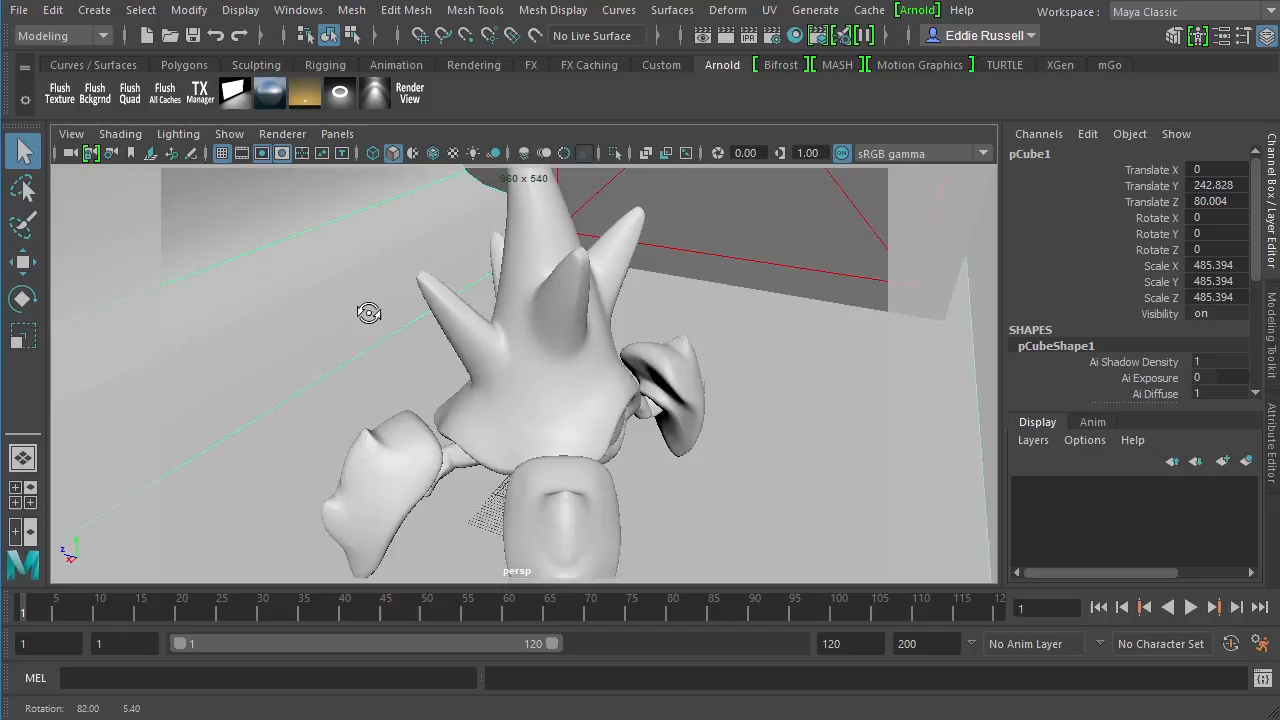 File Edit Create Select Modify Display Windows Mesh Edit Mesh Mesh Tools Mesh Display Curves Surfaces Deform UV Generate Cache [Arnold] Help Workspace : Maya Classic
Modeling No Live Surface IPR Eddie Russell
Curves / Surfaces Polygons Sculpting Rigging Animation Rendering FX FX Caching Custom Arnold [ Bifrost [ MASH ] [ Motion Graphics ] TURTLE XGen mGo
Flush Texture Flush Bckgrnd Flush Quad Flush All Caches TX Manager Render View
View Shading Lighting Show Renderer Panels
0.00 1.00 sRGB gamma
960 x 540
persp
Channels Edit Object Show
pCube1
Translate X 0
Translate Y 242.828
Translate Z 80.004
Rotate X 0
Rotate Y 0
Rotate Z 0
Scale X 485.394
Scale Y 485.394
Scale Z 485.394
Visibility on
SHAPES
pCubeShape1
Ai Shadow Density 1
Ai Exposure 0
Ai Diffuse 1
Display Anim
Layers Options Help
Channel Box / Layer Editor
Modeling Toolkit
Attribute Editor
1 5 10 15 20 25 30 35 40 45 50 55 60 65 70 75 80 85 90 95 100 105 110 115 12 1
1 1 1 120 120 200 No Anim Layer No Character Set
MEL
Rotation: 82.00 5.40